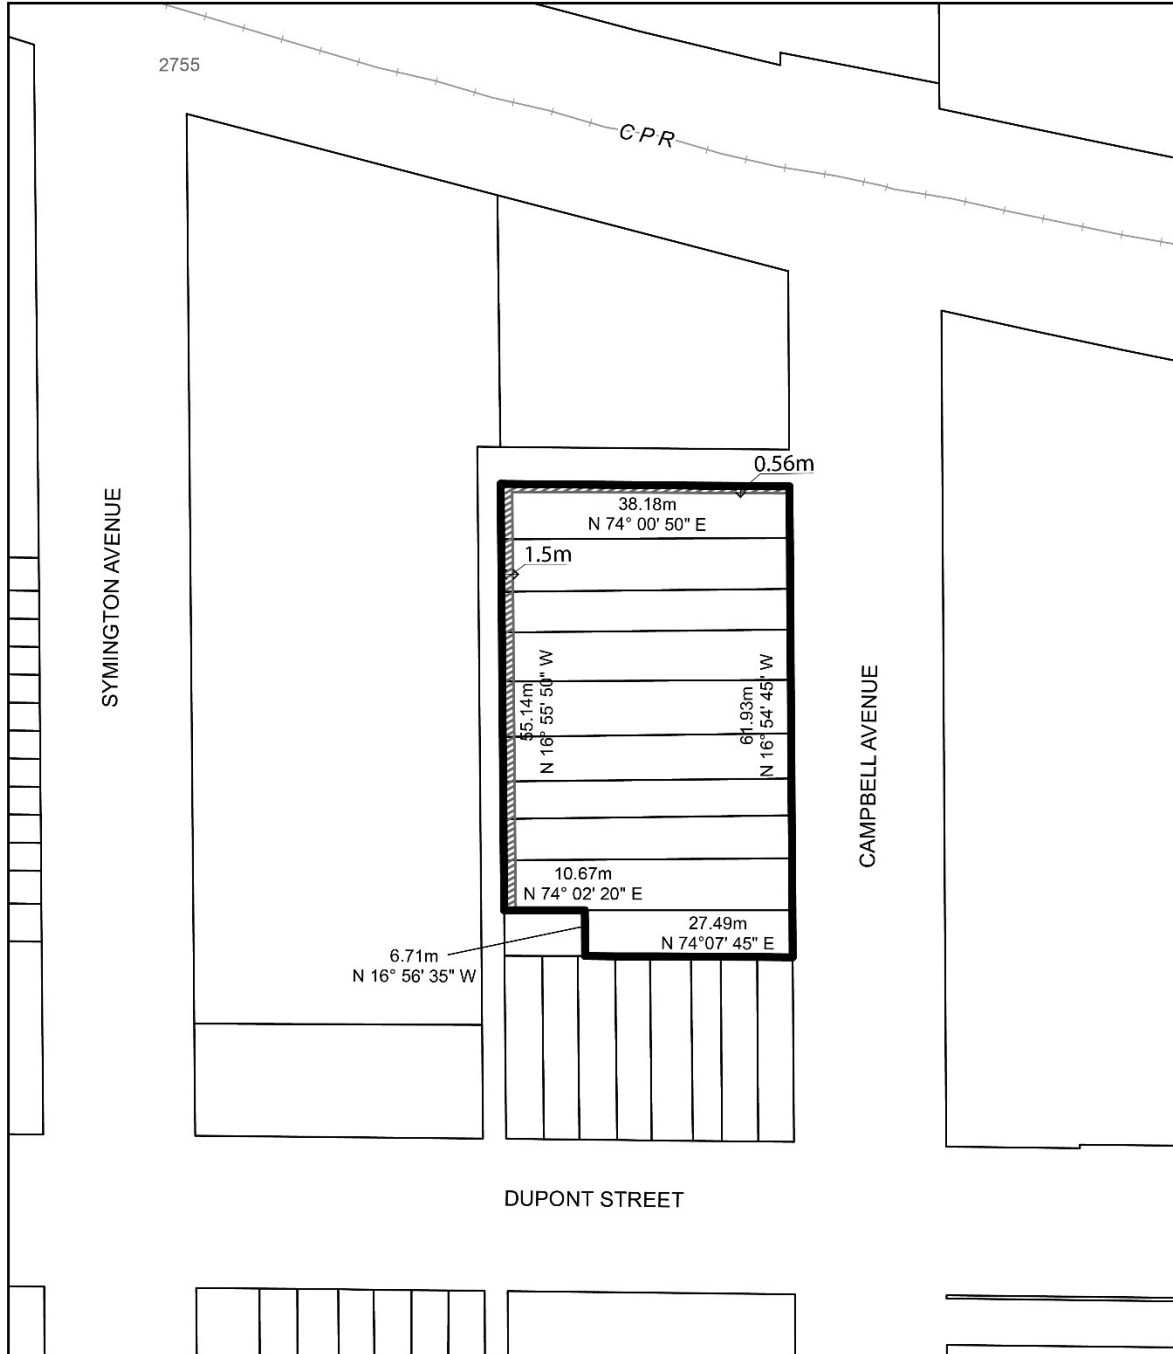 2755
CPR
0.56m
38.18m
N 74° 00' 50" E
1.5m
SYMINGTON AVENUE
55.14m
N 16° 55' 50" W
61.93m
N 16° 54' 45" W
CAMPBELL AVENUE
10.67m
N 74° 02' 20" E
27.49m
N 74°07' 45" E
6.71m
N 16° 56' 35" W
DUPONT STREET